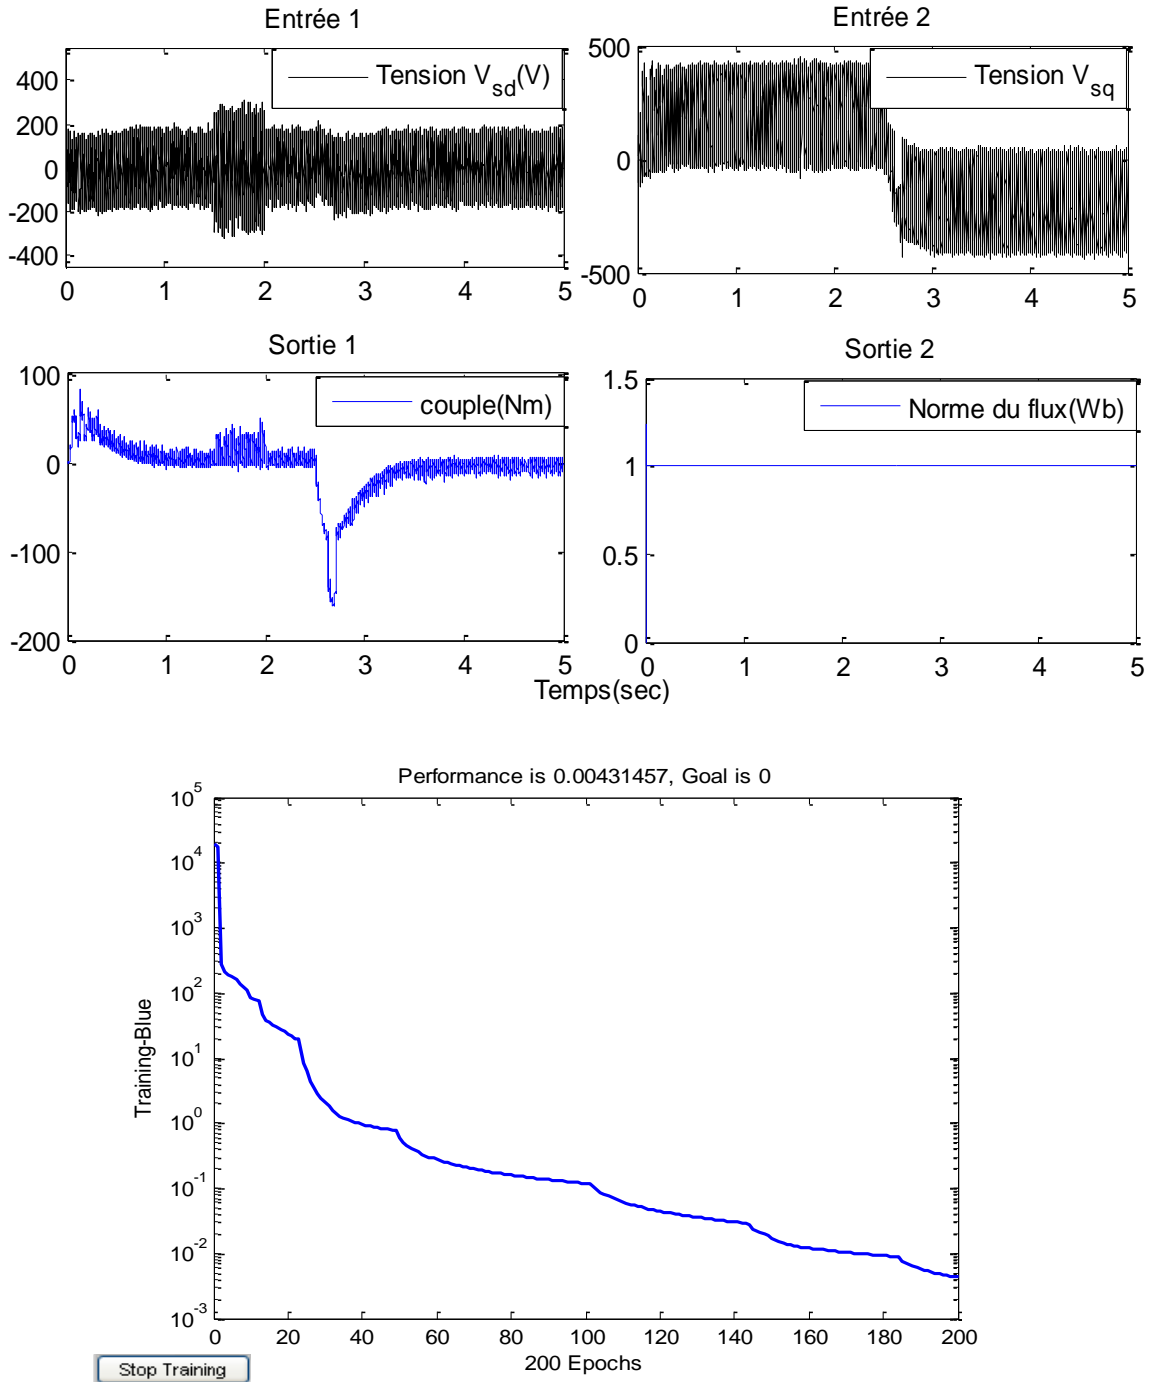 Entrée 1
Entrée 2
Tension Vsd(V)
400
200
0
-200
-400
0 1 2 3 4 5
Tension Vsq
500
0
-500
0 1 2 3 4 5
Sortie 1
Sortie 2
couple(Nm)
100
0
-100
-200
0 1 2 3 4 5
Norme du flux(Wb)
1.5
1
0.5
0
0 1 2 3 4 5
Temps(sec)
Performance is 0.00431457, Goal is 0
10^5
10^4
10^3
10^2
10^1
10^0
10^-1
10^-2
10^-3
Training-Blue
0 20 40 60 80 100 120 140 160 180 200
200 Epochs
Stop Training